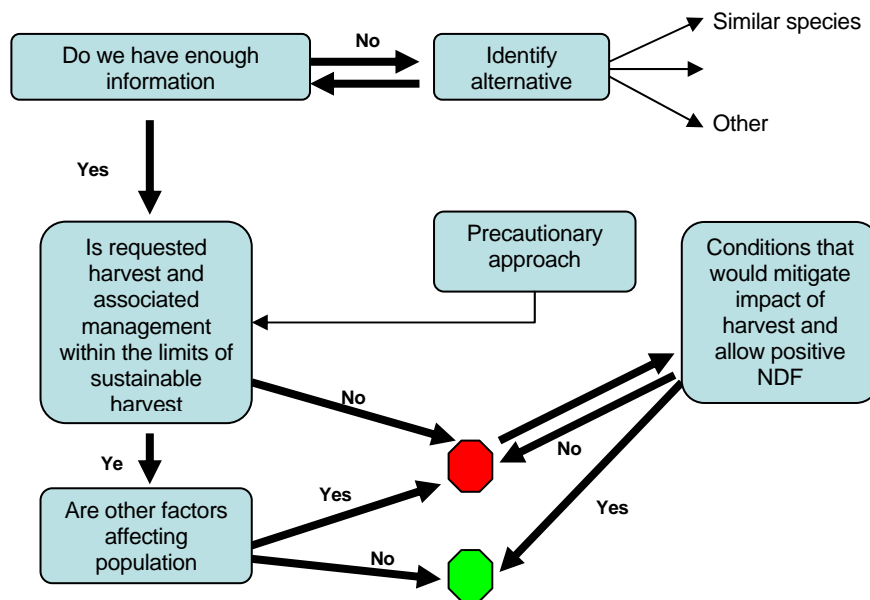 Do we have enough
information
No
Identify
alternative
Similar species
Other
Yes
Is requested
harvest and
associated
management
within the limits of
sustainable
harvest
Precautionary
approach
Conditions that
would mitigate
impact of
harvest and
allow positive
NDF
No
No
Ye
Yes
Yes
Are other factors
affecting
population
No